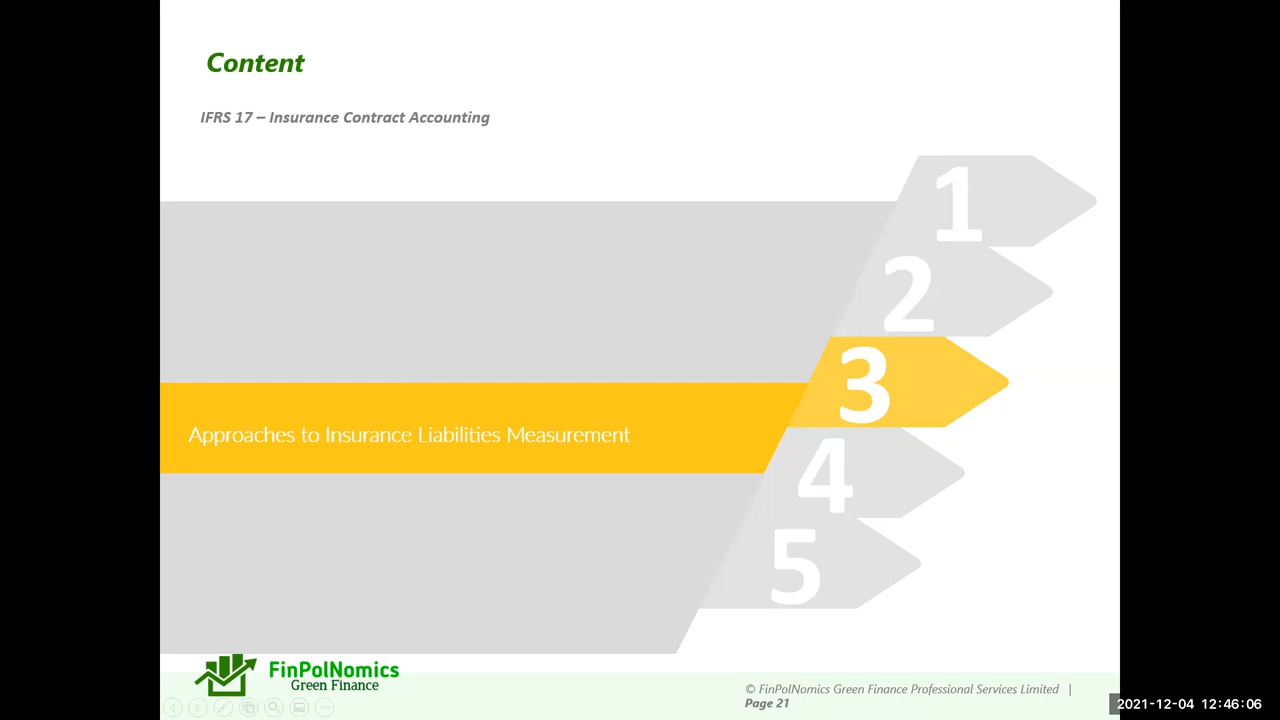 Content
IFRS 17 – Insurance Contract Accounting
1
2
3
Approaches to Insurance Liabilities Measurement
4
5
FinPolNomics
Green Finance
© FinPolNomics Green Finance Professional Services Limited |
Page 21
2021-12-04 12:46:06